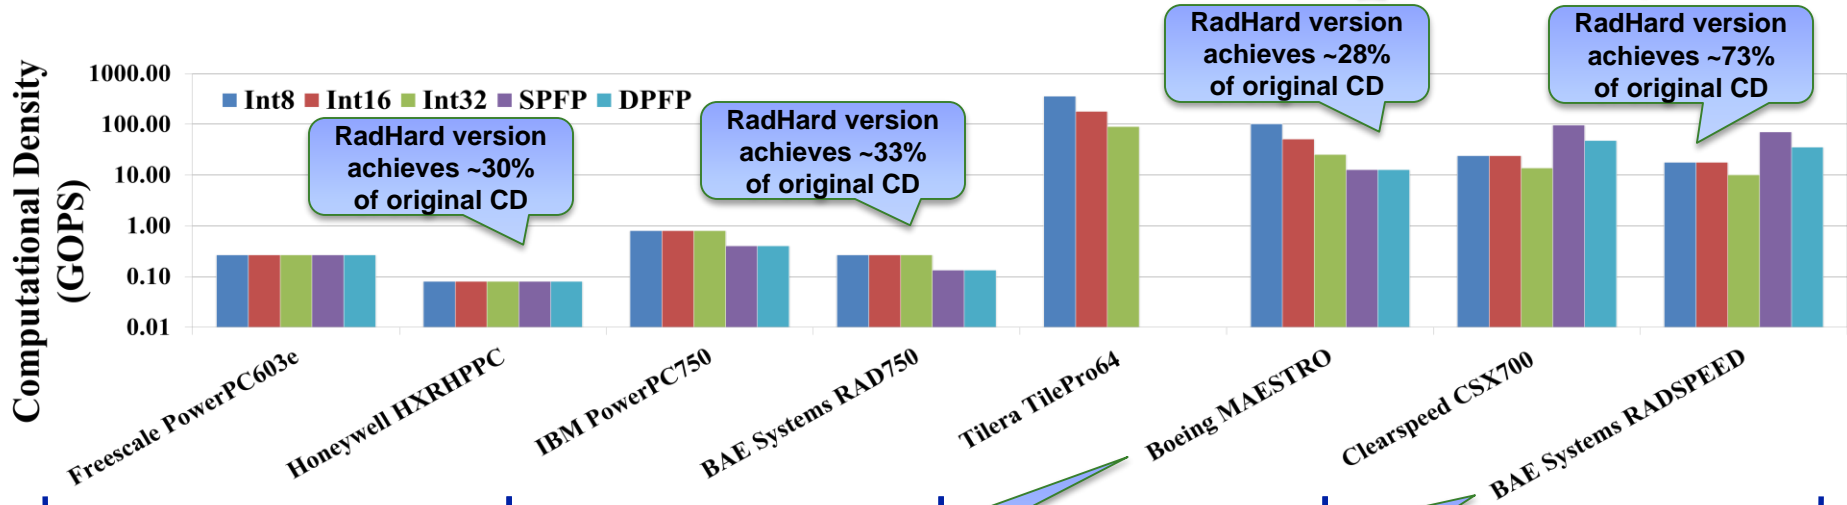 RadHard version
achieves ~28%
of original CD
RadHard version
achieves ~73%
of original CD
Computational Density
(GOPS)
1000.00
100.00
10.00
1.00
0.10
0.01
Int8 Int16 Int32 SPFP DPFP
RadHard version
achieves ~30%
of original CD
RadHard version
achieves ~33%
of original CD
Freescale PowerPC603e
Honeywell HXRHPPC
IBM PowerPC750
BAE Systems RAD750
Tilera TilePro64
Boeing MAESTRO
Clearspeed CSX700
BAE Systems RADSPEED